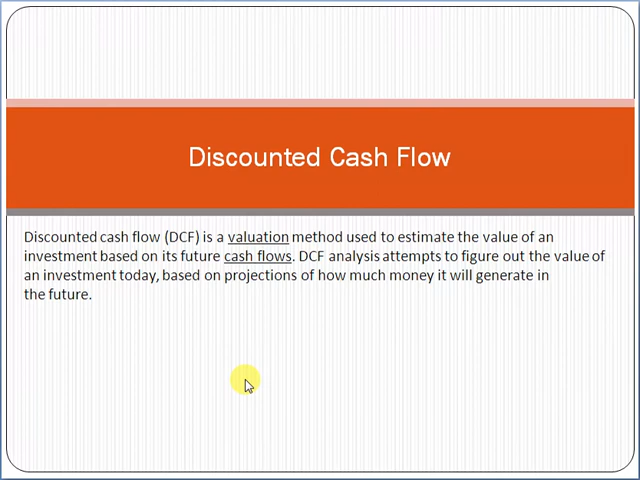 Discounted Cash Flow
Discounted cash flow (DCF) is a valuation method used to estimate the value of an
investment based on its future cash flows. DCF analysis attempts to figure out the value of
an investment today, based on projections of how much money it will generate in
the future.